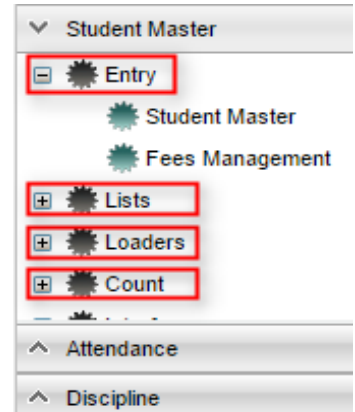 Student Master
Entry
Student Master
Fees Management
Lists
Loaders
Count
Attendance
Discipline